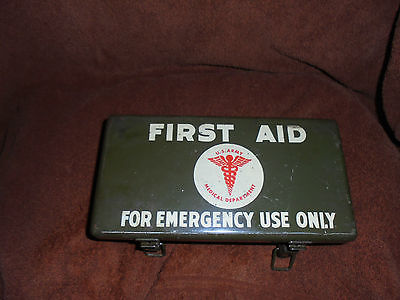 FIRST AID
U.S. ARMY
MEDICAL DEPARTMENT
FOR EMERGENCY USE ONLY